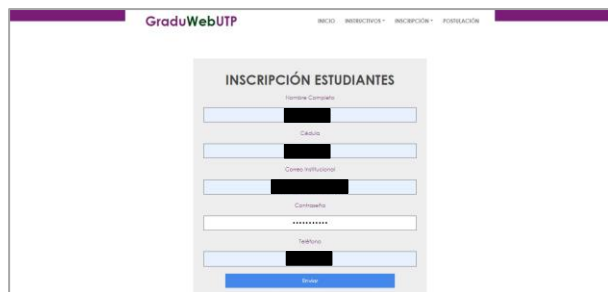 GraduWebUTP
INICIO INSTRUCTIVOS INSCRIPCIÓN POSTULACIÓN
INSCRIPCIÓN ESTUDIANTES
Nombre Completo
Cédula
Correo Institucional
Contraseña
Teléfono
Enviar